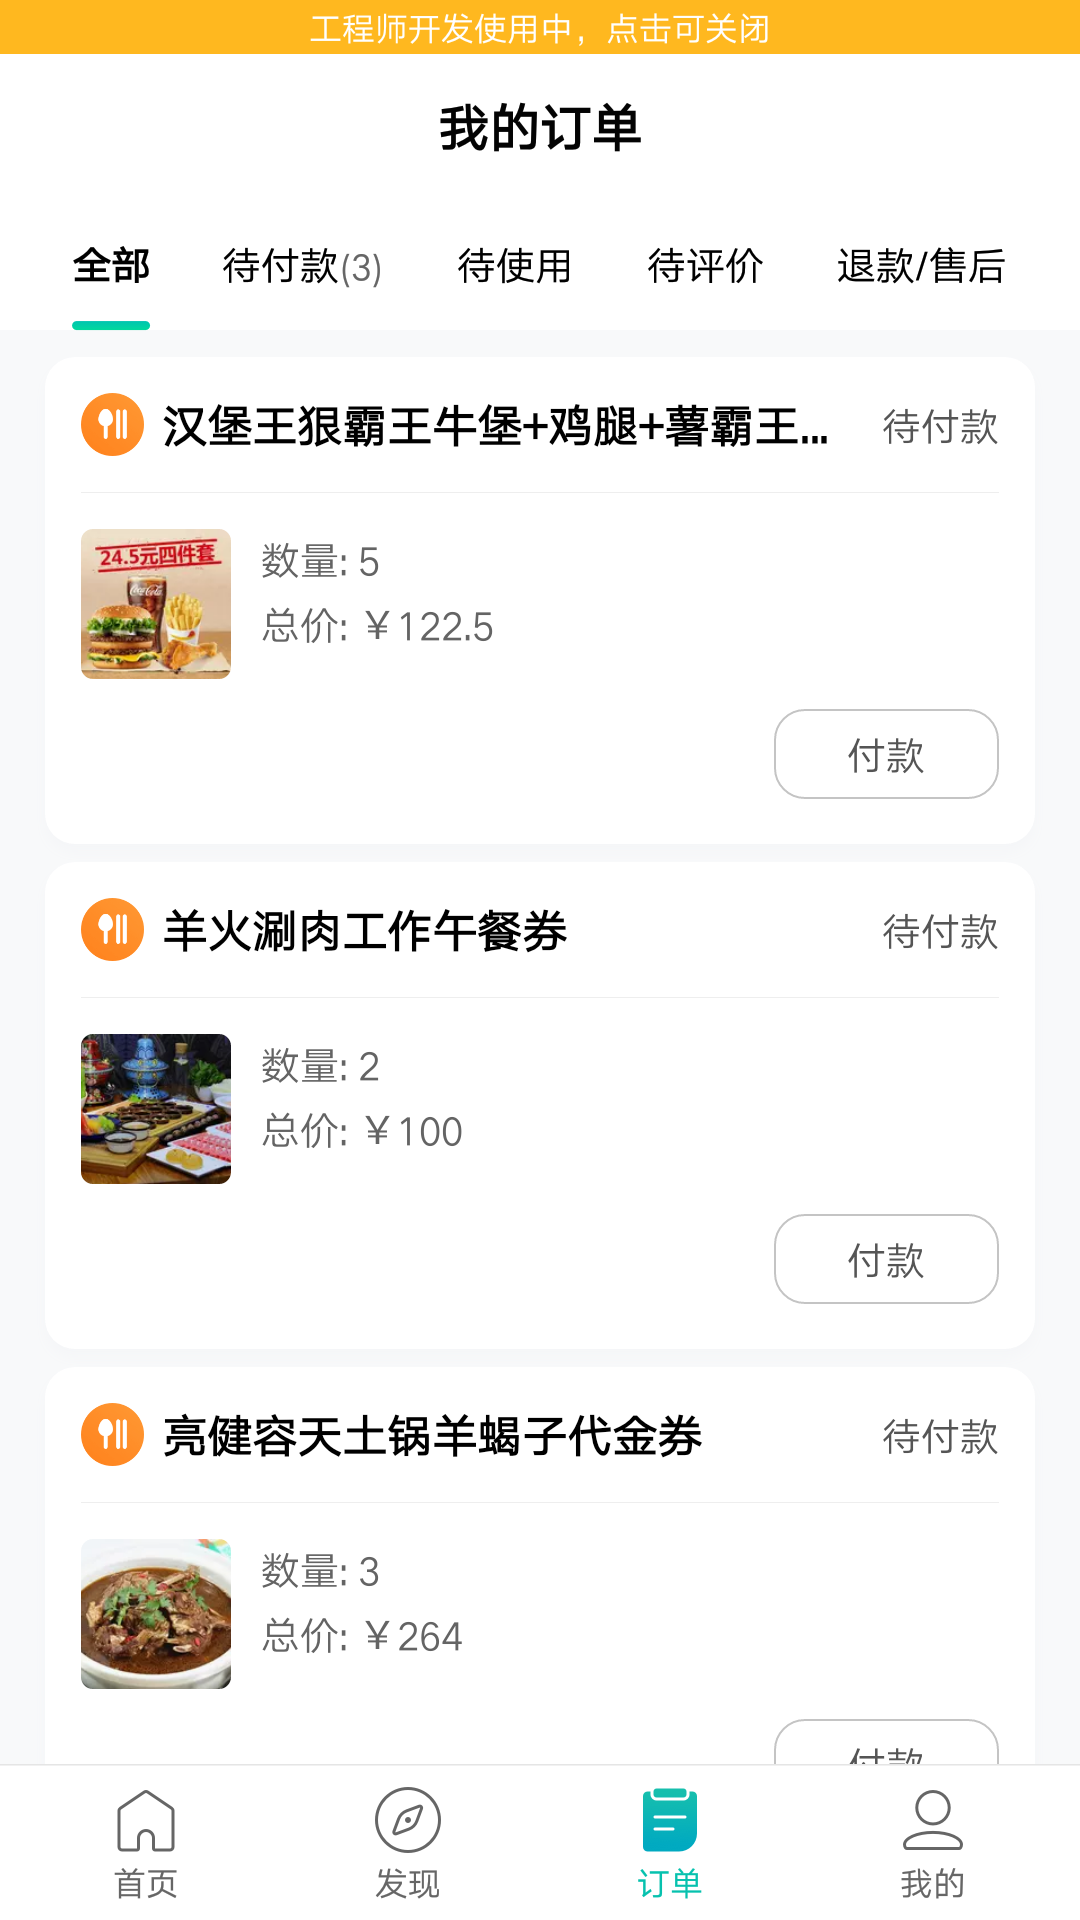 工程师开发使用中，点击可关闭
我的订单
全部 待付款(3) 待使用 待评价 退款/售后
汉堡王狠霸王牛堡+鸡腿+薯霸王... 待付款
24.5元四件套
Coca-Cola
数量: 5
总价: ￥122.5
付款
羊火涮肉工作午餐券 待付款
数量: 2
总价: ￥100
付款
亮健容天土锅羊蝎子代金券 待付款
数量: 3
总价: ￥264
付款
首页 发现 订单 我的